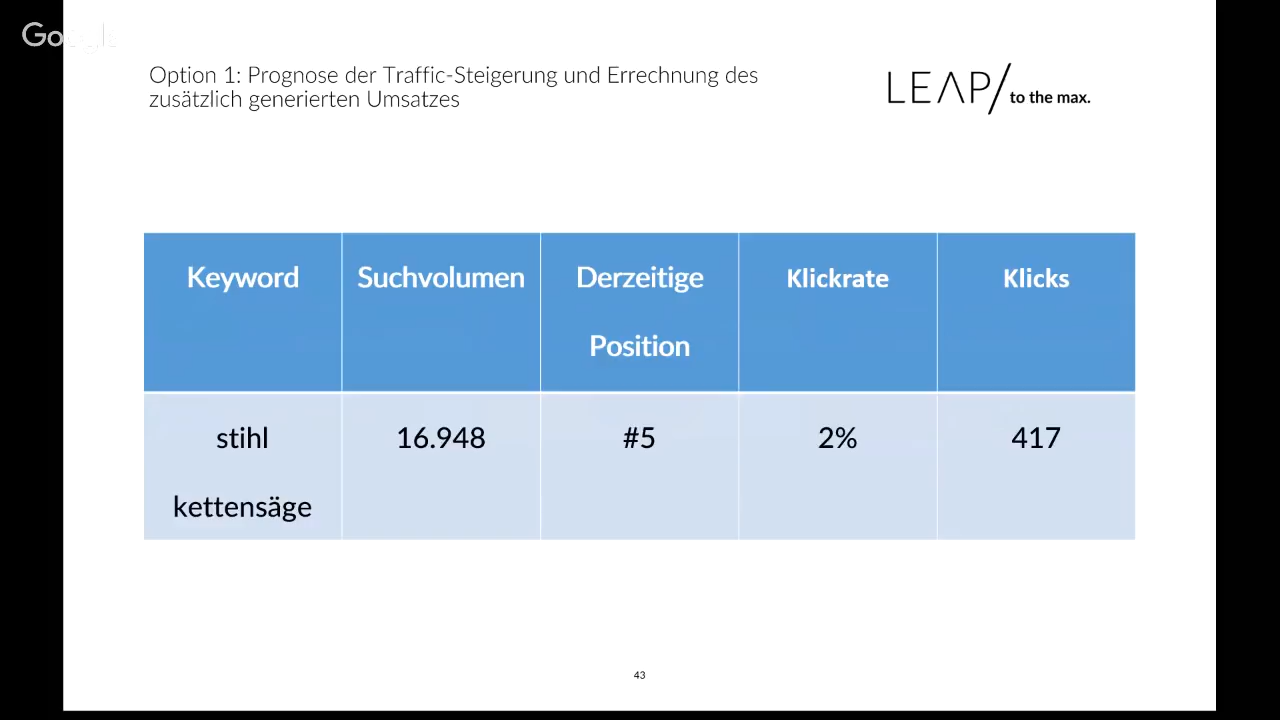 Google
Option 1: Prognose der Traffic-Steigerung und Errechnung des
zusätzlich generierten Umsatzes
LEAP/ to the max.
Keyword Suchvolumen Derzeitige Position Klickrate Klicks
stihl kettensäge 16.948 #5 2% 417
43